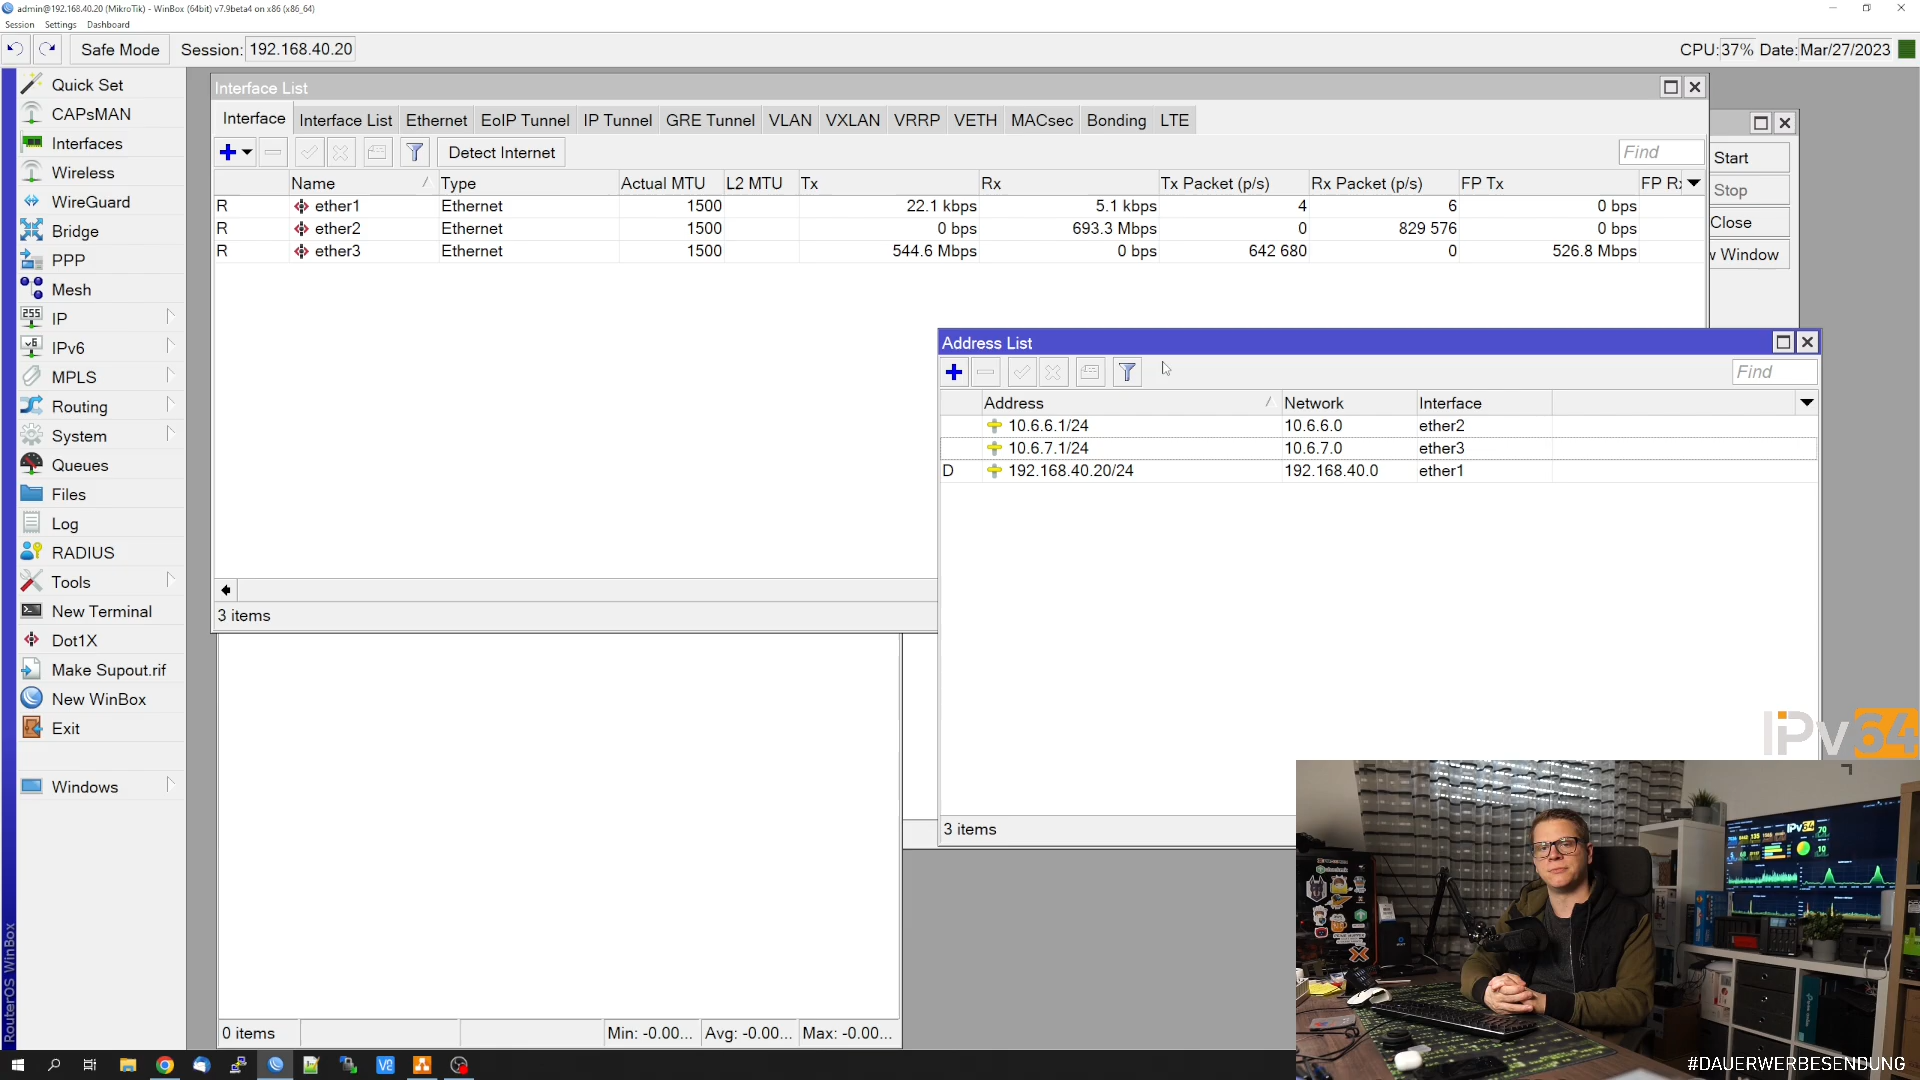 admin@192.168.40.20 (MikroTik) - WinBox (64bit) v7.9beta4 on x86 (x86_64)
Session Settings Dashboard
Safe Mode Session: 192.168.40.20 CPU: 37% Date: Mar/27/2023
Quick Set
CAPsMAN
Interfaces
Wireless
WireGuard
Bridge
PPP
Mesh
IP
IPv6
MPLS
Routing
System
Queues
Files
Log
RADIUS
Tools
New Terminal
Dot1X
Make Supout.rif
New WinBox
Exit
Windows
RouterOS WinBox
Interface List
Interface Interface List Ethernet EoIP Tunnel IP Tunnel GRE Tunnel VLAN VXLAN VRRP VETH MACsec Bonding LTE
Detect Internet Find
Name Type Actual MTU L2 MTU Tx Rx Tx Packet (p/s) Rx Packet (p/s) FP Tx FP R
R ether1 Ethernet 1500 22.1 kbps 5.1 kbps 4 6 0 bps
R ether2 Ethernet 1500 0 bps 693.3 Mbps 0 829 576 0 bps
R ether3 Ethernet 1500 544.6 Mbps 0 bps 642 680 0 526.8 Mbps
3 items
Start
Stop
Close
w Window
Address List
Find
Address Network Interface
10.6.6.1/24 10.6.6.0 ether2
10.6.7.1/24 10.6.7.0 ether3
D 192.168.40.20/24 192.168.40.0 ether1
3 items
0 items Min: -0.00... Avg: -0.00... Max: -0.00...
IPv64
IPv64
#DAUERWERBESENDUNG